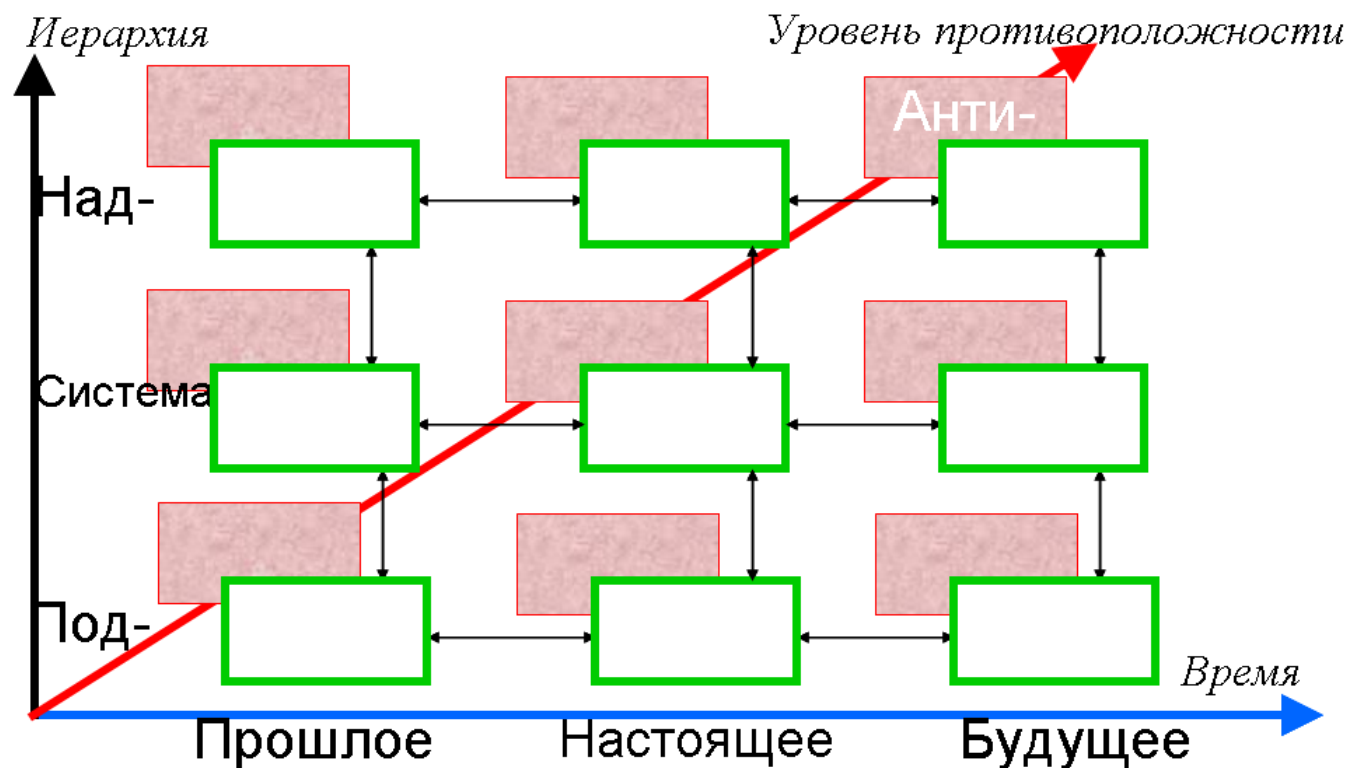 Иерархия
Уровень противоположности
Анти-
Над-
Система
Под-
Время
Прошлое
Настоящее
Будущее